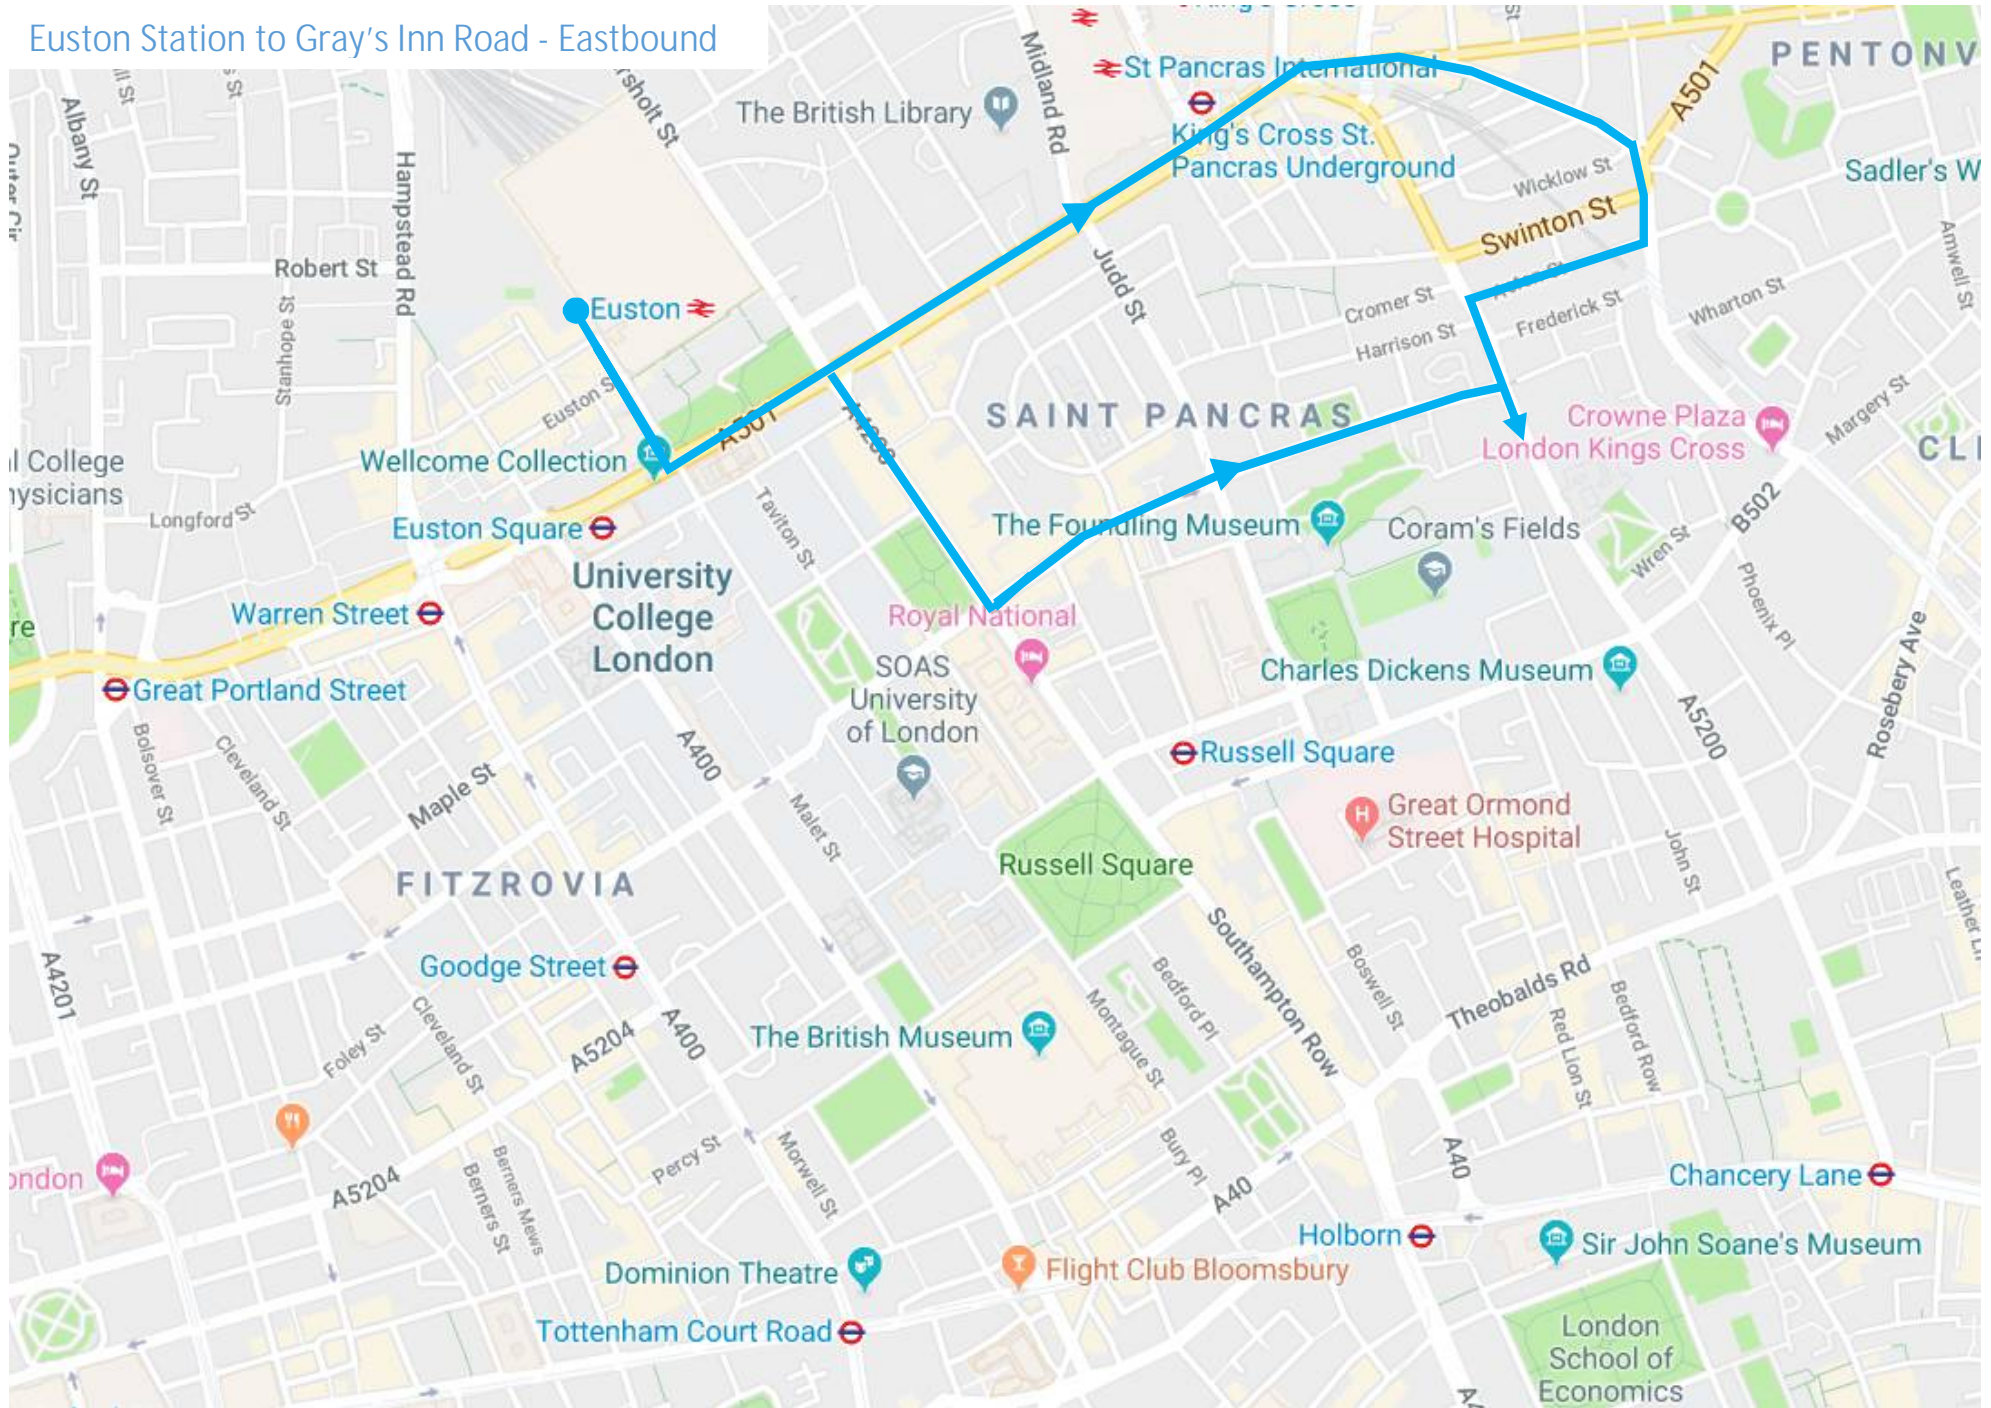 Euston Station to Gray's Inn Road - Eastbound
Midland Rd
St Pancras International
PENTONV
A501
Albany St
The British Library
King's Cross St.
Pancras Underground
Hampstead Rd
Wicklow St
Sadler's W
Swinton St
Amwell St
Robert St
Judd St
Euston
Stanhope St
Cromer St
Frederick St
Wharton St
Harrison St
Euston S
A501
SAINT PANCRAS
Crowne Plaza
London Kings Cross
Margery St
CLE
Wellcome Collection
l College
hysicians
Longford St
Euston Square
Taviton St
The Foundling Museum
Coram's Fields
B502
Wren St
Phoenix Pl
University
College
London
Warren Street
re
Royal National
SOAS
University
of London
Charles Dickens Museum
Rosebery Ave
Great Portland Street
A5200
Bolsover St
Cleveland St
A400
Russell Square
Maple St
Malet St
Great Ormond
Street Hospital
John St
Russell Square
FITZROVIA
Leather Ln
Southampton Row
Boswell St
Goodge Street
A4201
Bedford Pl
Theobalds Rd
Cleveland St
A400
Montague St
Red Lion St
Bedford Row
Foley St
A5204
The British Museum
Percy St
Morwell St
Bury Pl
A40
A40
Chancery Lane
ondon
A5204
Berners St
Berners Mews
Holborn
Sir John Soane's Museum
Dominion Theatre
Flight Club Bloomsbury
Tottenham Court Road
London
School of
Economics